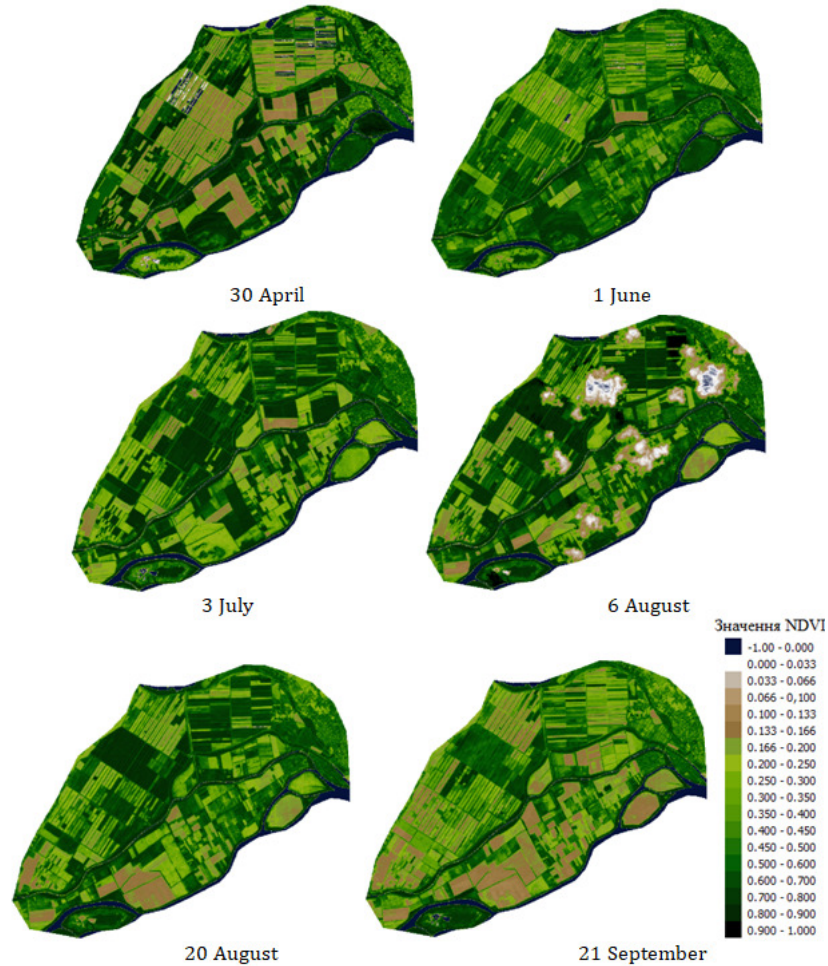 30 April
1 June
3 July
6 August
Значення NDVI
-1.00 - 0.000
0.000 - 0.033
0.033 - 0.066
0.066 - 0,100
0.100 - 0.133
0.133 - 0.166
0.166 - 0.200
0.200 - 0.250
0.250 - 0.300
0.300 - 0.350
0.350 - 0.400
0.400 - 0.450
0.450 - 0.500
0.500 - 0.600
0.600 - 0.700
0.700 - 0.800
0.800 - 0.900
0.900 - 1.000
20 August
21 September